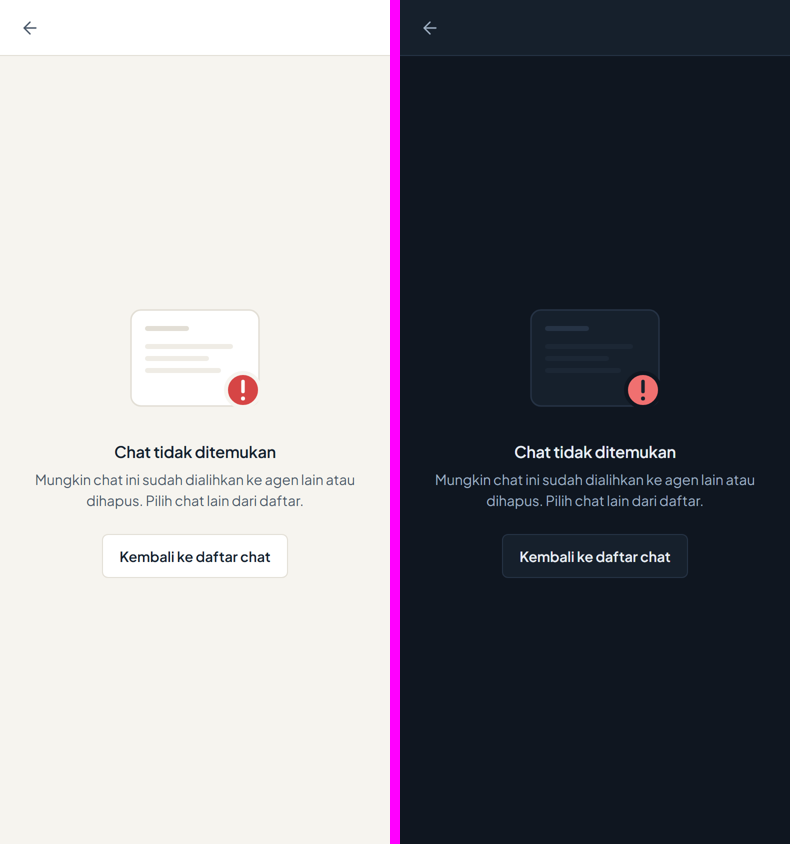 Chat tidak ditemukan
Mungkin chat ini sudah dialihkan ke agen lain atau
dihapus. Pilih chat lain dari daftar.
Kembali ke daftar chat
Chat tidak ditemukan
Mungkin chat ini sudah dialihkan ke agen lain atau
dihapus. Pilih chat lain dari daftar.
Kembali ke daftar chat